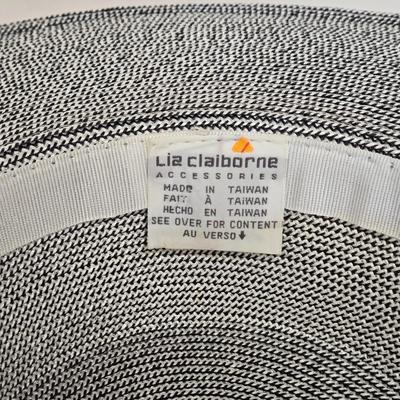 Liz claiborne
ACCESSORIES
MADE IN TAIWAN
FAIT À TAIWAN
HECHO EN TAIWAN
SEE OVER FOR CONTENT
AU VERSO↓